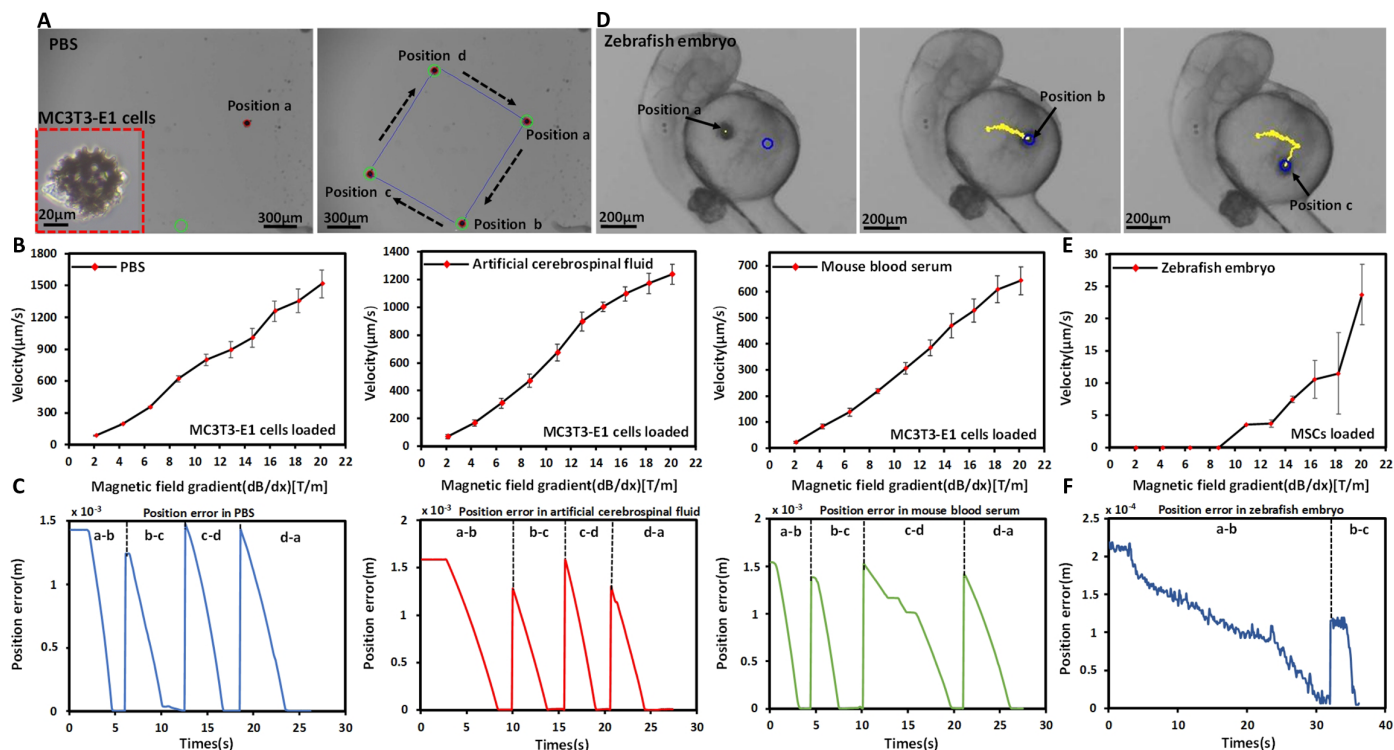 A
PBS
MC3T3-E1 cells
20μm
Position a
300μm
Position d
Position a
Position c
Position b
300μm
D
Zebrafish embryo
Position a
200μm
Position b
200μm
Position c
200μm
B
1800
1500
1200
900
600
300
0
Velocity(μm/s)
PBS
MC3T3-E1 cells loaded
0 2 4 6 8 10 12 14 16 18 20 22
Magnetic field gradient(dB/dx)[T/m]
1400
1200
1000
800
600
400
200
0
Velocity(μm/s)
Artificial cerebrospinal fluid
MC3T3-E1 cells loaded
0 2 4 6 8 10 12 14 16 18 20 22
Magnetic field gradient(dB/dx)[T/m]
700
600
500
400
300
200
100
0
Velocity(μm/s)
Mouse blood serum
MC3T3-E1 cells loaded
0 2 4 6 8 10 12 14 16 18 20 22
Magnetic field gradient(dB/dx)[T/m]
E
30
25
20
15
10
5
0
Velocity(μm/s)
Zebrafish embryo
MSCs loaded
0 2 4 6 8 10 12 14 16 18 20 22
Magnetic field gradient(dB/dx)[T/m]
C
x 10⁻³
Position error in PBS
1.5
1
0.5
0
Position error(m)
a-b b-c c-d d-a
0 5 10 15 20 25 30
Times(s)
x 10⁻³
Position error in artificial cerebrospinal fluid
2
1.5
1
0.5
0
Position error(m)
a-b b-c c-d d-a
0 5 10 15 20 25 30
Times(s)
x 10⁻³
Position error in mouse blood serum
2
1.5
1
0.5
0
Position error(m)
a-b b-c c-d d-a
0 5 10 15 20 25 30
Times(s)
F
x 10⁻⁴
Position error in zebrafish embryo
2.5
2
1.5
1
0.5
0
Position error(m)
a-b b-c
0 10 20 30 40
Times(s)